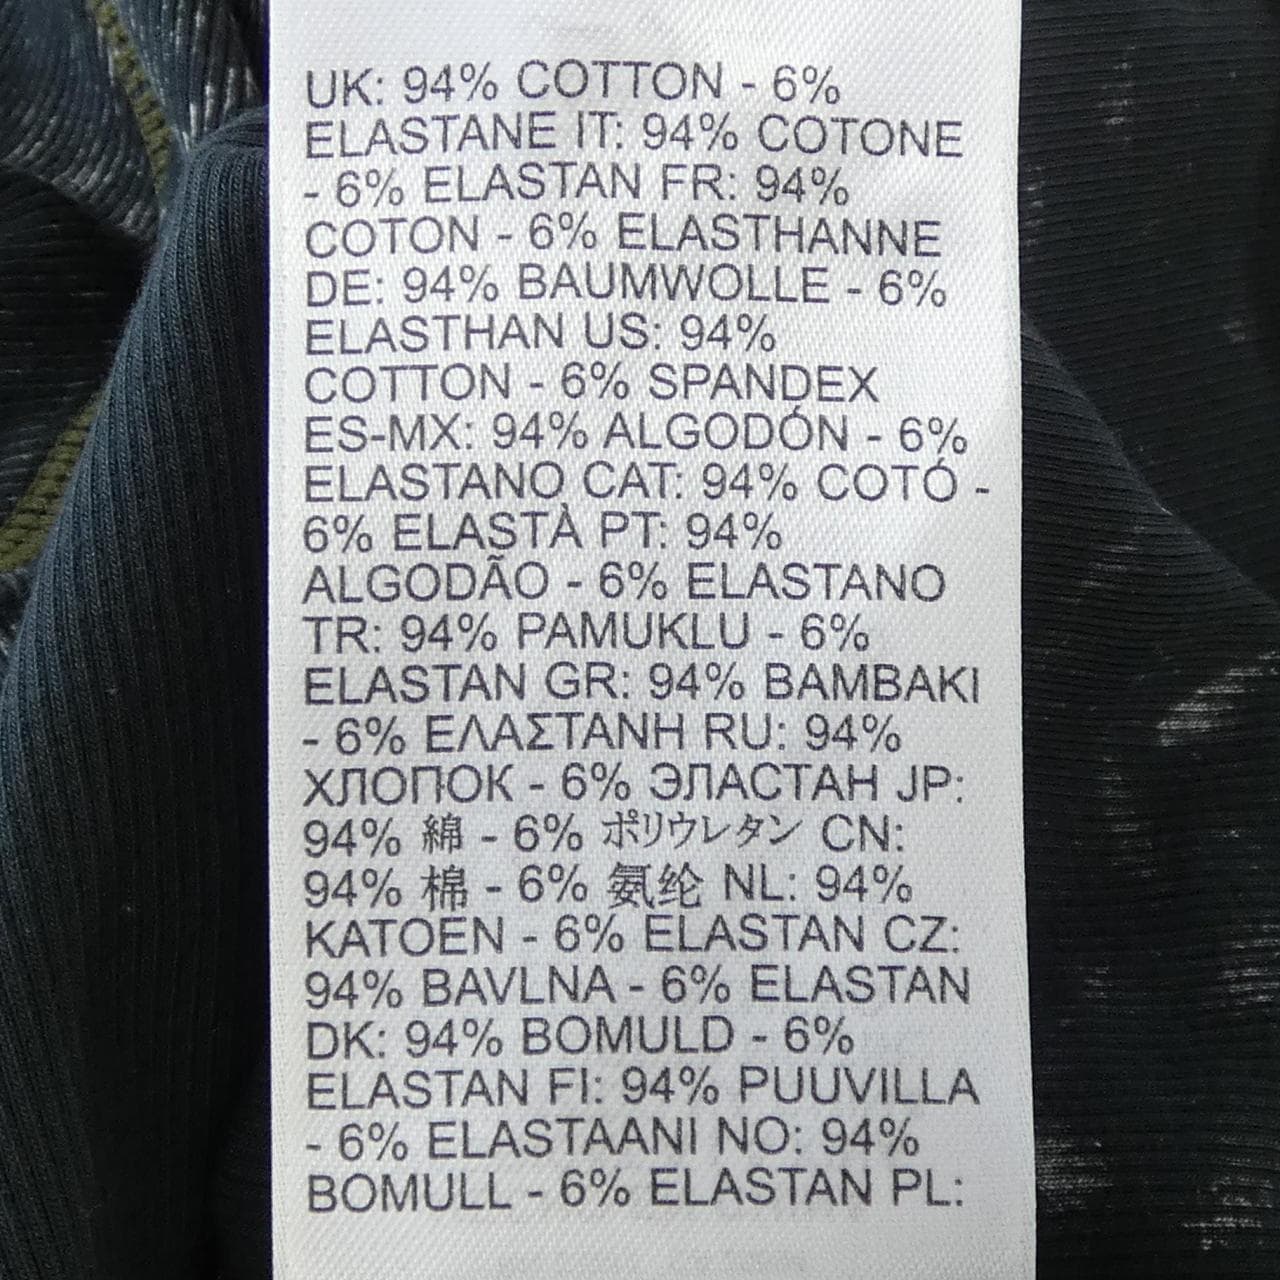 UK: 94% COTTON - 6%
ELASTANE IT: 94% COTONE
- 6% ELASTAN FR: 94%
COTON - 6% ELASTHANNE
DE: 94% BAUMWOLLE - 6%
ELASTHAN US: 94%
COTTON - 6% SPANDEX
ES-MX: 94% ALGODÓN - 6%
ELASTANO CAT: 94% COTÓ -
6% ELASTÀ PT: 94%
ALGODÃO - 6% ELASTANO
TR: 94% PAMUKLU - 6%
ELASTAN GR: 94% ΒΑΜΒΑΚΙ
- 6% ΕΛΑΣΤΑΝΗ RU: 94%
ХЛОПОК - 6% ЭЛАСТАН JP:
94% 綿 - 6% ポリウレタン CN:
94% 棉 - 6% 氨纶 NL: 94%
KATOEN - 6% ELASTAN CZ:
94% BAVLNA - 6% ELASTAN
DK: 94% BOMULD - 6%
ELASTAN FI: 94% PUUVILLA
- 6% ELASTAANI NO: 94%
BOMULL - 6% ELASTAN PL: